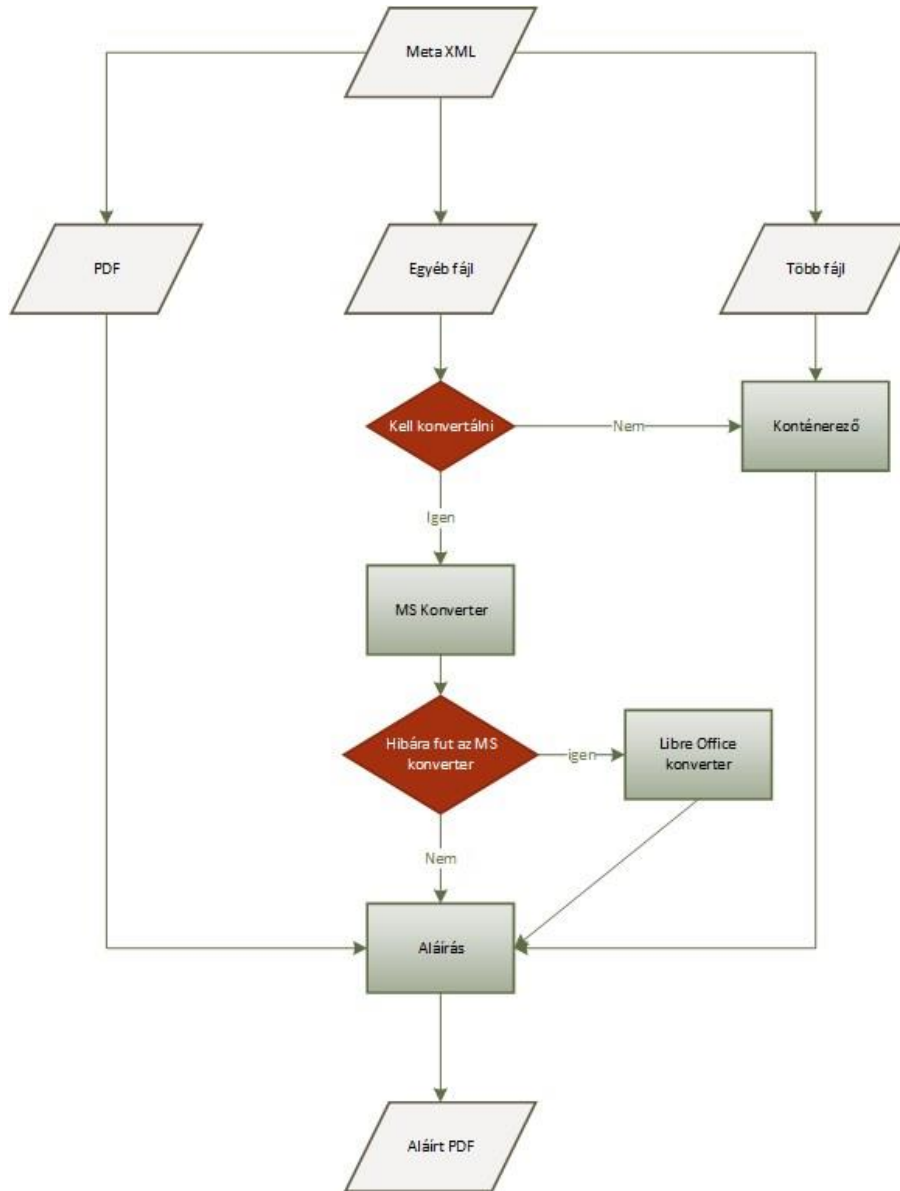 Meta XML
PDF
Egyéb fájl
Több fájl
Kell konvertálni
Nem
Konténerező
Igen
MS Konverter
Hibára fut az MS
konverter
igen
Libre Office
konverter
Nem
Aláírás
Aláírt PDF